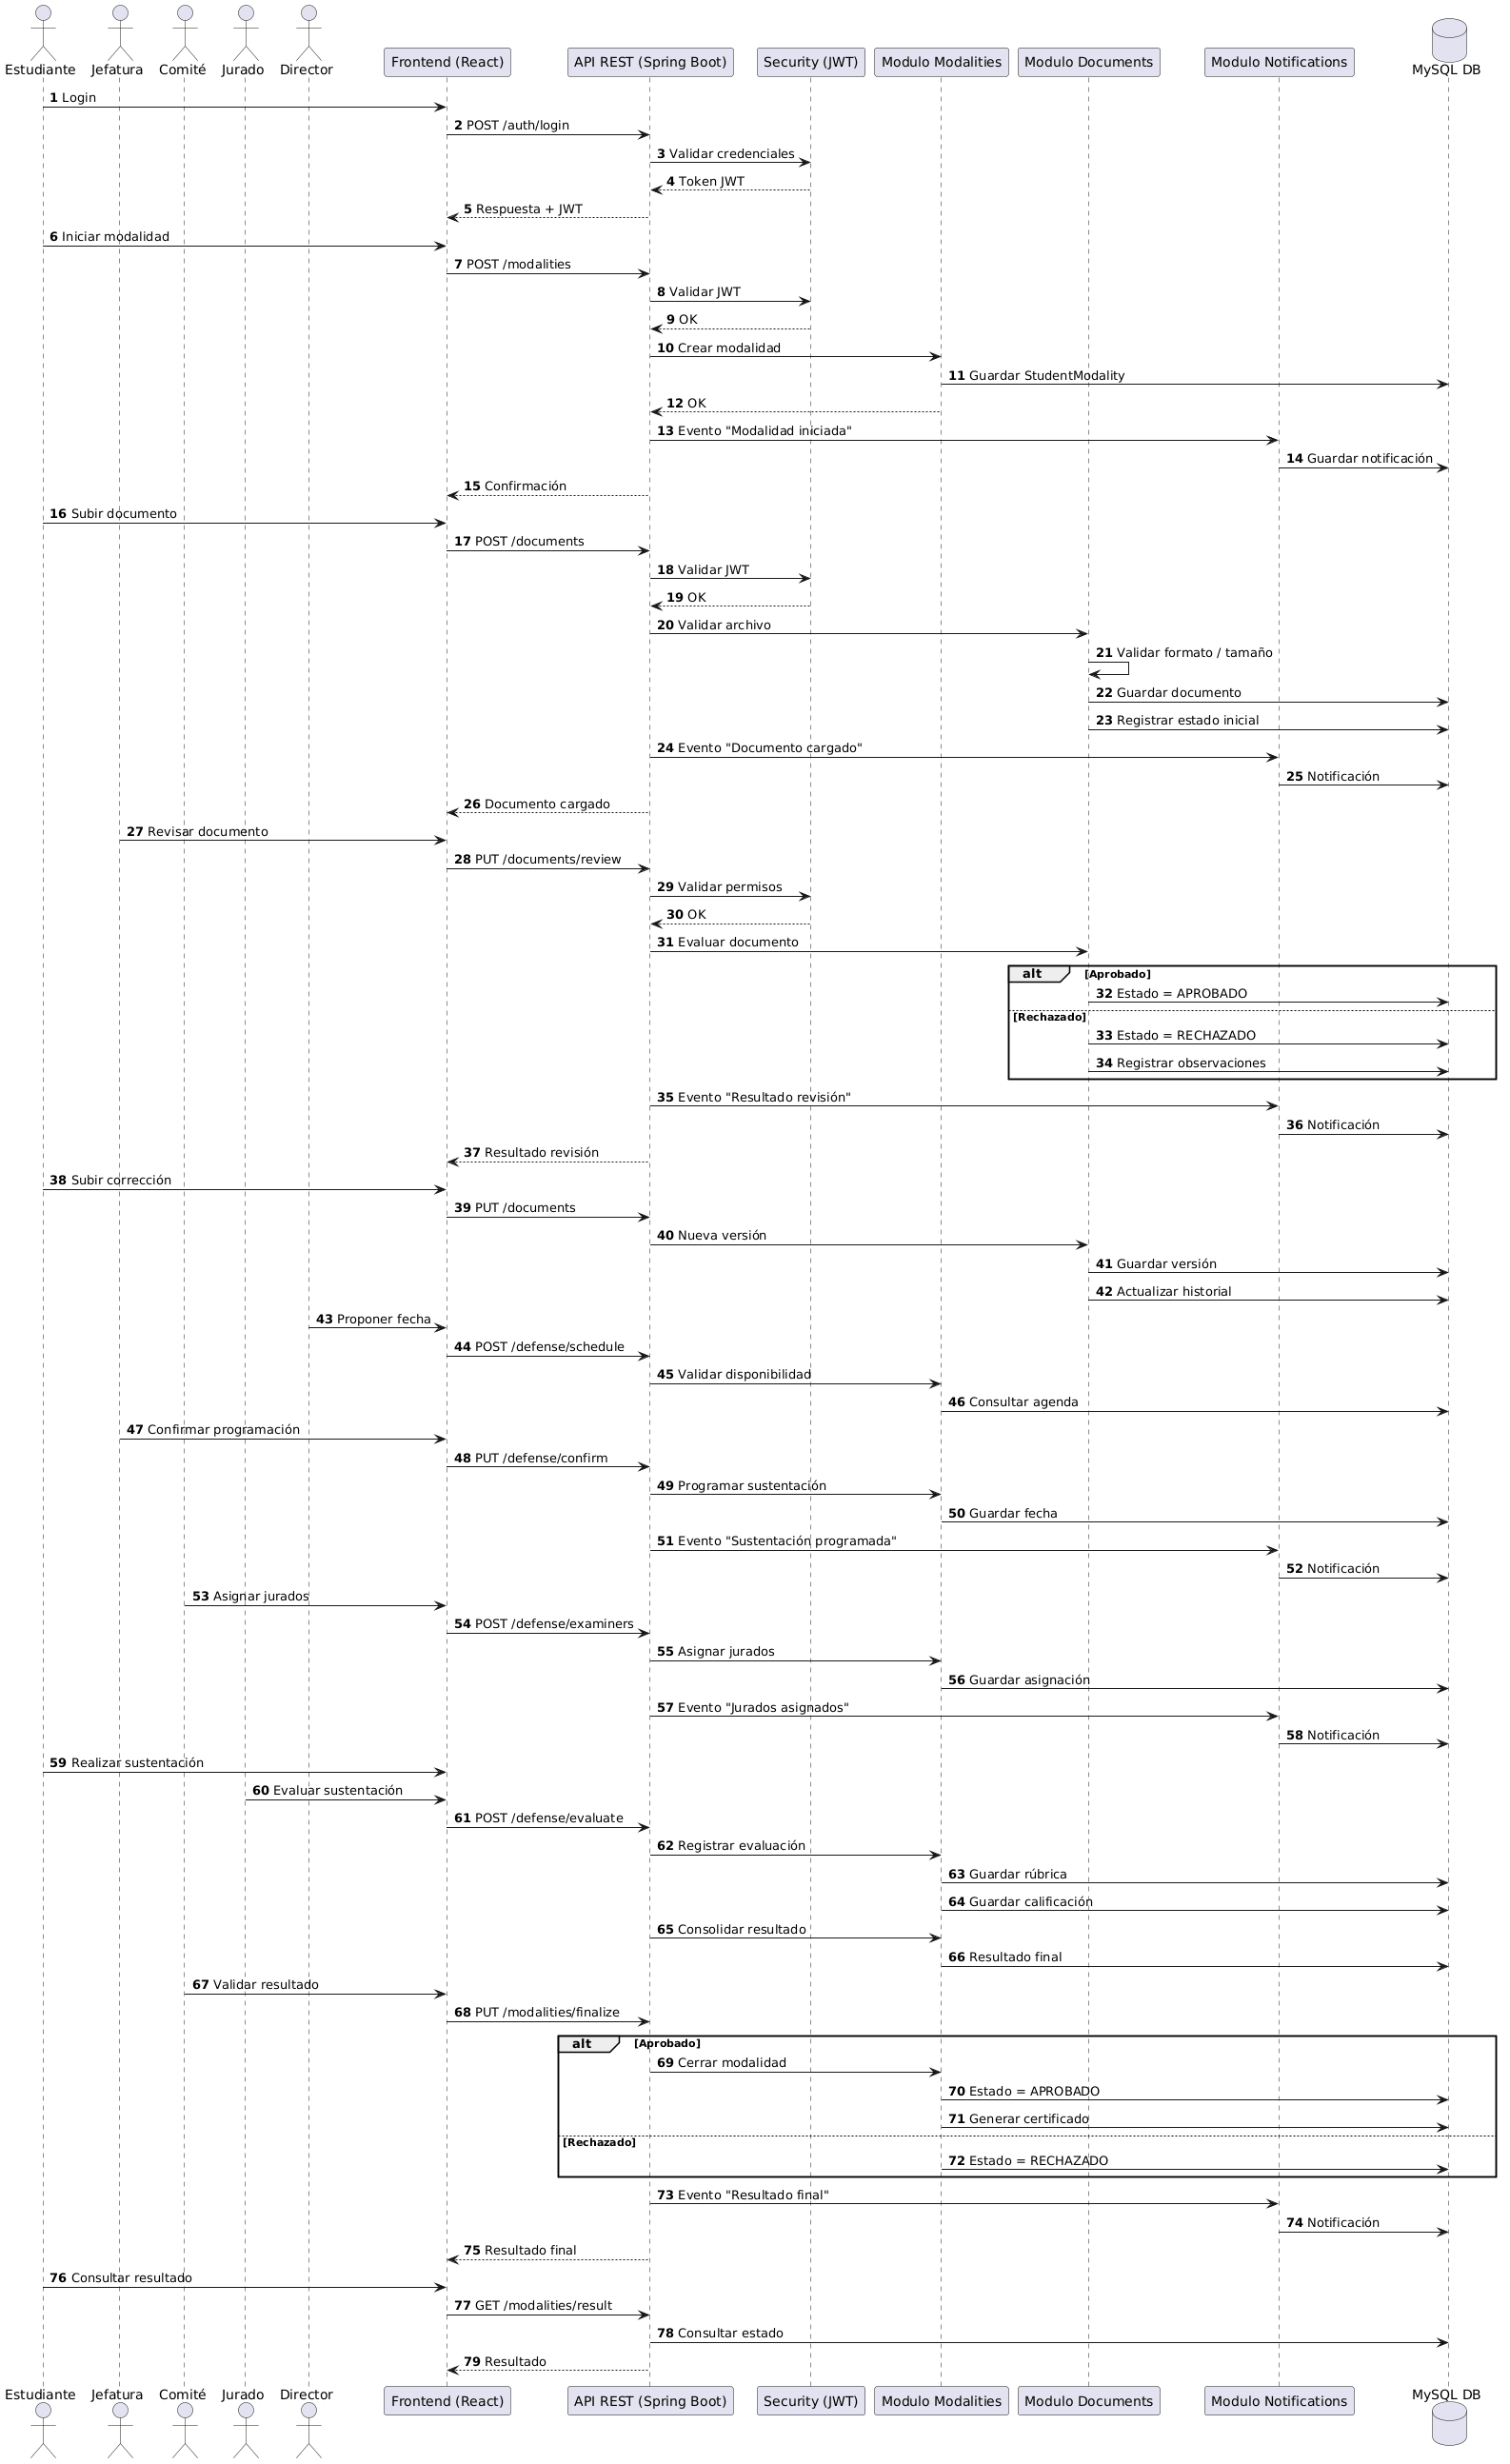 Estudiante
Jefatura
Comité
Jurado
Director
Frontend (React)
API REST (Spring Boot)
Security (JWT)
Modulo Modalities
Modulo Documents
Modulo Notifications
MySQL DB
1 Login
2 POST /auth/login
3 Validar credenciales
4 Token JWT
5 Respuesta + JWT
6 Iniciar modalidad
7 POST /modalities
8 Validar JWT
9 OK
10 Crear modalidad
11 Guardar StudentModality
12 OK
13 Evento "Modalidad iniciada"
14 Guardar notificación
15 Confirmación
16 Subir documento
17 POST /documents
18 Validar JWT
19 OK
20 Validar archivo
21 Validar formato / tamaño
22 Guardar documento
23 Registrar estado inicial
24 Evento "Documento cargado"
25 Notificación
26 Documento cargado
27 Revisar documento
28 PUT /documents/review
29 Validar permisos
30 OK
31 Evaluar documento
alt [Aprobado]
32 Estado = APROBADO
[Rechazado]
33 Estado = RECHAZADO
34 Registrar observaciones
35 Evento "Resultado revisión"
36 Notificación
37 Resultado revisión
38 Subir corrección
39 PUT /documents
40 Nueva versión
41 Guardar versión
42 Actualizar historial
43 Proponer fecha
44 POST /defense/schedule
45 Validar disponibilidad
46 Consultar agenda
47 Confirmar programación
48 PUT /defense/confirm
49 Programar sustentación
50 Guardar fecha
51 Evento "Sustentación programada"
52 Notificación
53 Asignar jurados
54 POST /defense/examiners
55 Asignar jurados
56 Guardar asignación
57 Evento "Jurados asignados"
58 Notificación
59 Realizar sustentación
60 Evaluar sustentación
61 POST /defense/evaluate
62 Registrar evaluación
63 Guardar rúbrica
64 Guardar calificación
65 Consolidar resultado
66 Resultado final
67 Validar resultado
68 PUT /modalities/finalize
alt [Aprobado]
69 Cerrar modalidad
70 Estado = APROBADO
71 Generar certificado
[Rechazado]
72 Estado = RECHAZADO
73 Evento "Resultado final"
74 Notificación
75 Resultado final
76 Consultar resultado
77 GET /modalities/result
78 Consultar estado
79 Resultado
Estudiante
Jefatura
Comité
Jurado
Director
Frontend (React)
API REST (Spring Boot)
Security (JWT)
Modulo Modalities
Modulo Documents
Modulo Notifications
MySQL DB